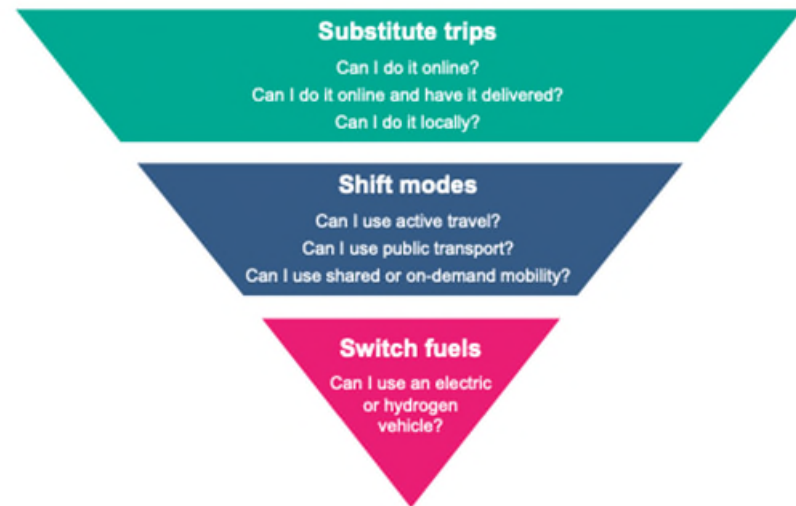 Substitute trips
Can I do it online?
Can I do it online and have it delivered?
Can I do it locally?
Shift modes
Can I use active travel?
Can I use public transport?
Can I use shared or on-demand mobility?
Switch fuels
Can I use an electric
or hydrogen
vehicle?